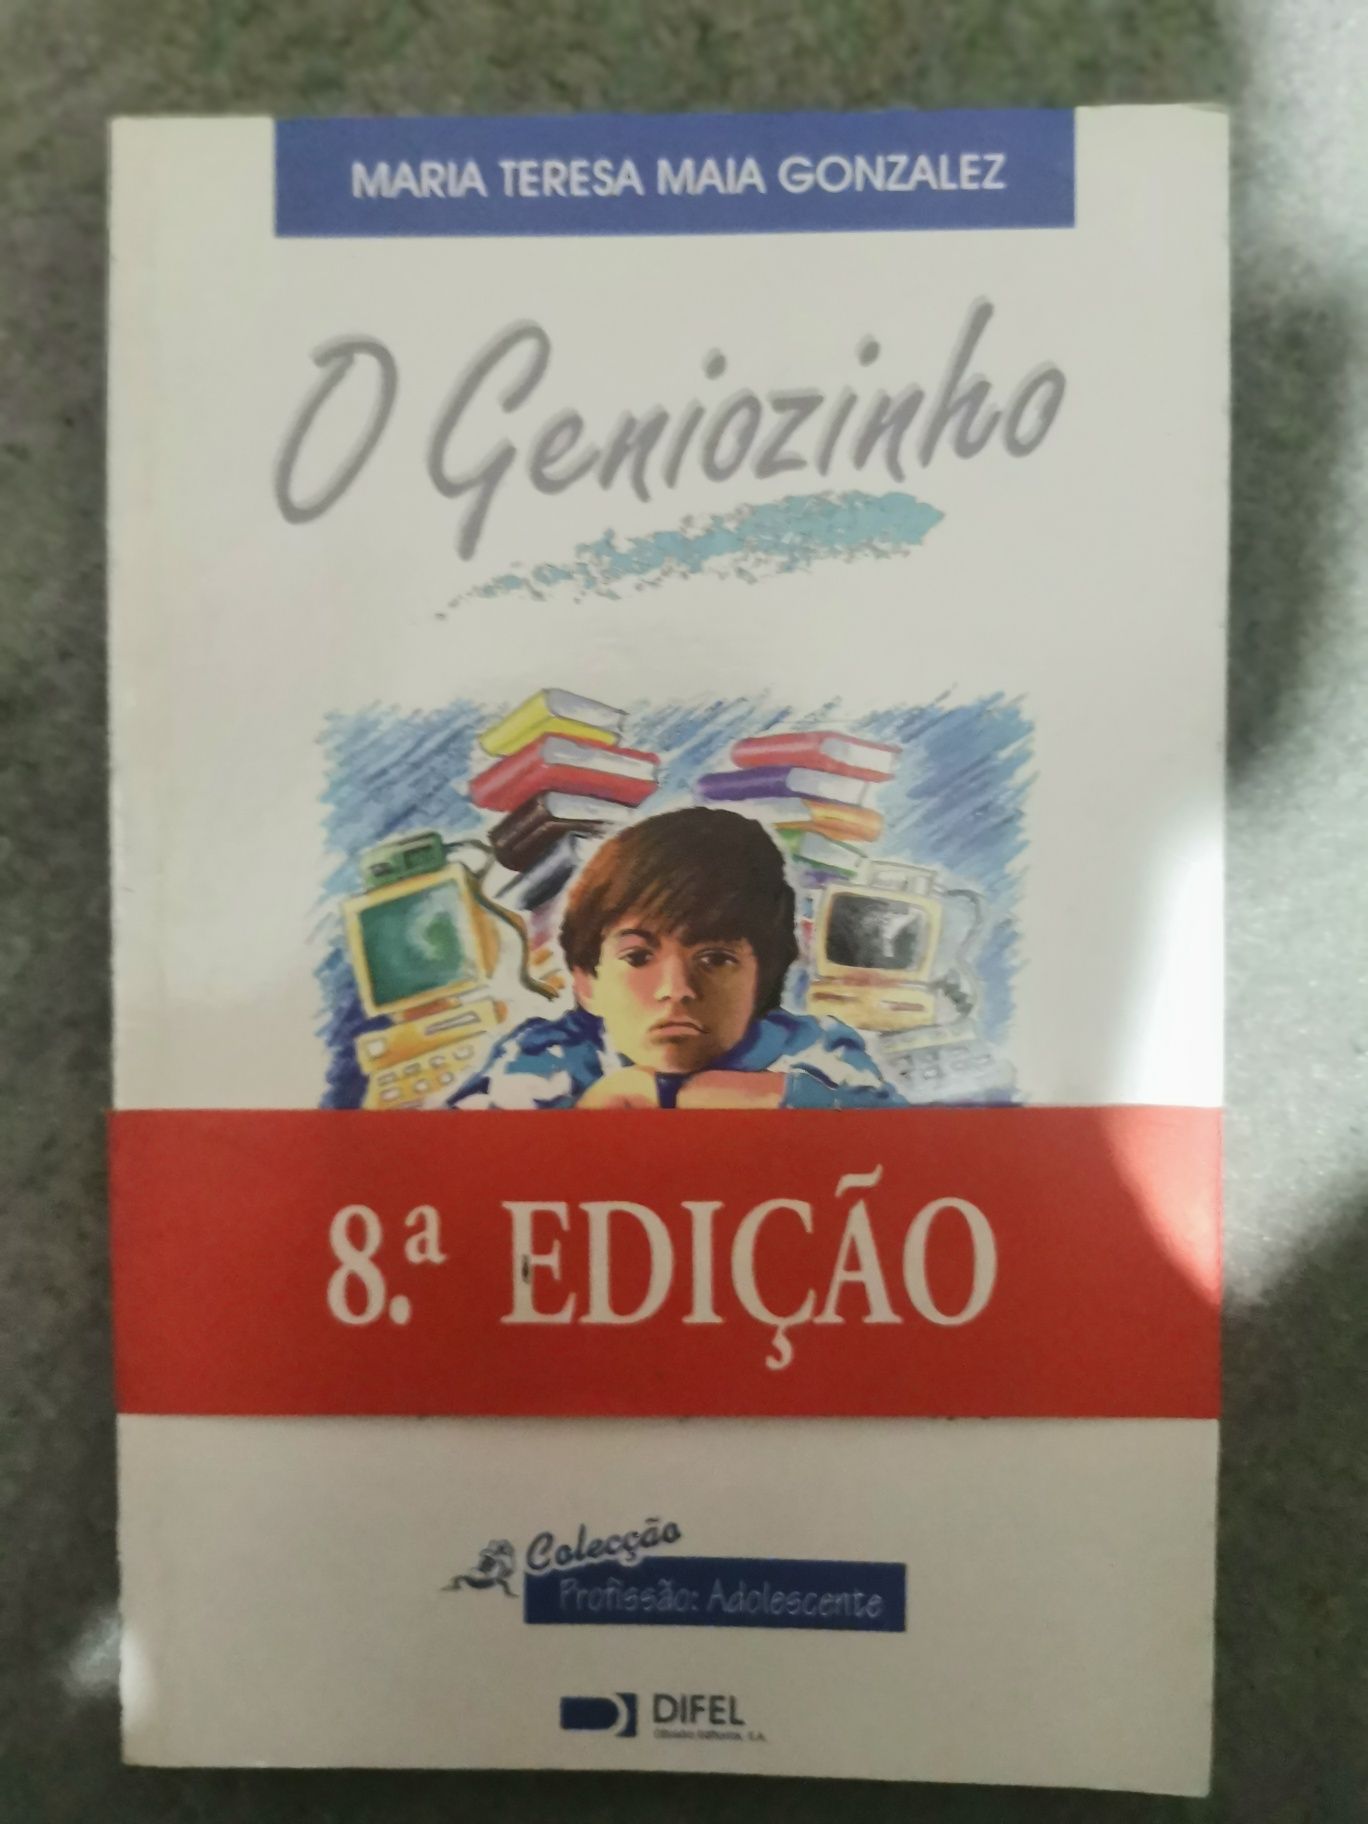 MARIA TERESA MAIA GONZALEZ
O Geniozinho
8.ª EDIÇÃO
Colecção
Profissão: Adolescente
DIFEL